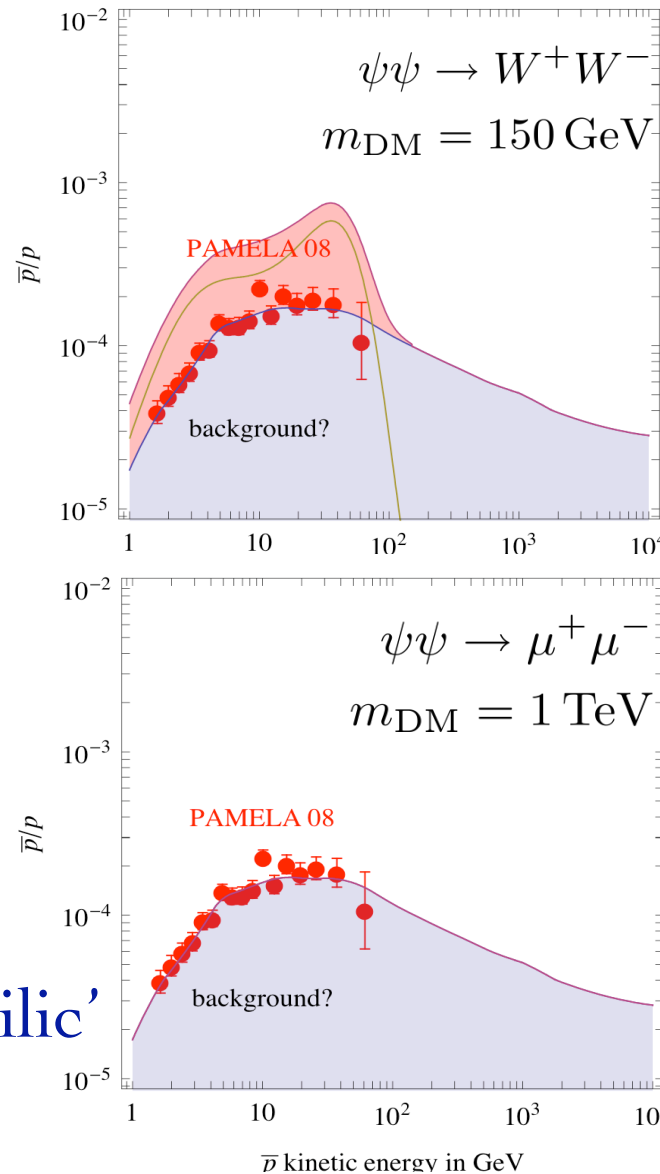 10⁻²
ψψ → W⁺W⁻
m_DM = 150 GeV
10⁻³
p̅/p
PAMELA 08
10⁻⁴
background?
10⁻⁵
1 10 10² 10³ 10⁴
10⁻²
ψψ → μ⁺μ⁻
m_DM = 1 TeV
10⁻³
p̅/p
PAMELA 08
10⁻⁴
background?
ilic’
10⁻⁵
1 10 10² 10³ 10
p̅ kinetic energy in GeV